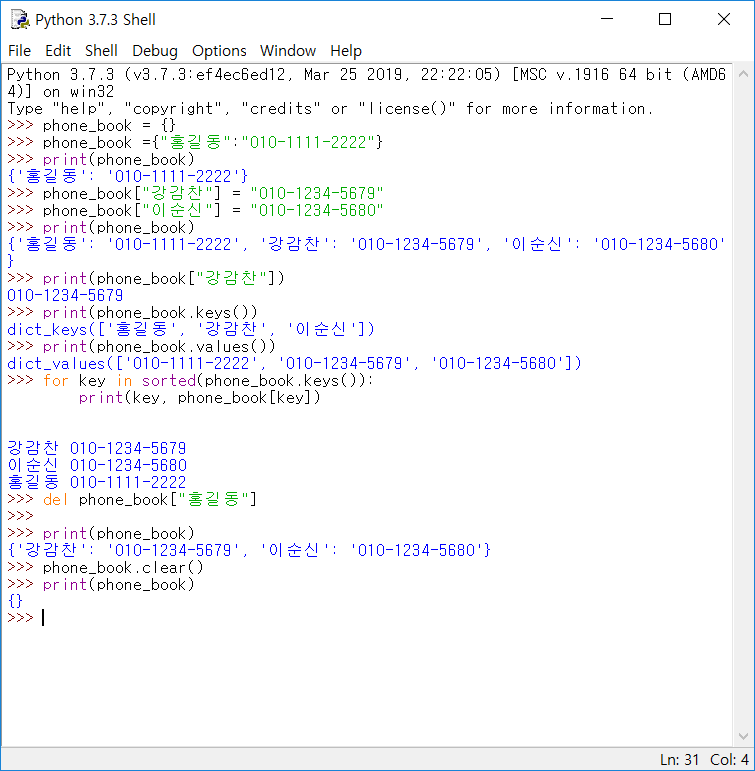 Python 3.7.3 Shell
File Edit Shell Debug Options Window Help
Python 3.7.3 (v3.7.3:ef4ec6ed12, Mar 25 2019, 22:22:05) [MSC v.1916 64 bit (AMD6
4)] on win32
Type "help", "copyright", "credits" or "license()" for more information.
>>> phone_book = {}
>>> phone_book ={"홍길동":"010-1111-2222"}
>>> print(phone_book)
{'홍길동': '010-1111-2222'}
>>> phone_book["강감찬"] = "010-1234-5679"
>>> phone_book["이순신"] = "010-1234-5680"
>>> print(phone_book)
{'홍길동': '010-1111-2222', '강감찬': '010-1234-5679', '이순신': '010-1234-5680'
}
>>> print(phone_book["강감찬"])
010-1234-5679
>>> print(phone_book.keys())
dict_keys(['홍길동', '강감찬', '이순신'])
>>> print(phone_book.values())
dict_values(['010-1111-2222', '010-1234-5679', '010-1234-5680'])
>>> for key in sorted(phone_book.keys()):
        print(key, phone_book[key])
강감찬 010-1234-5679
이순신 010-1234-5680
홍길동 010-1111-2222
>>> del phone_book["홍길동"]
>>>
>>> print(phone_book)
{'강감찬': '010-1234-5679', '이순신': '010-1234-5680'}
>>> phone_book.clear()
>>> print(phone_book)
{}
>>>
Ln: 31 Col: 4